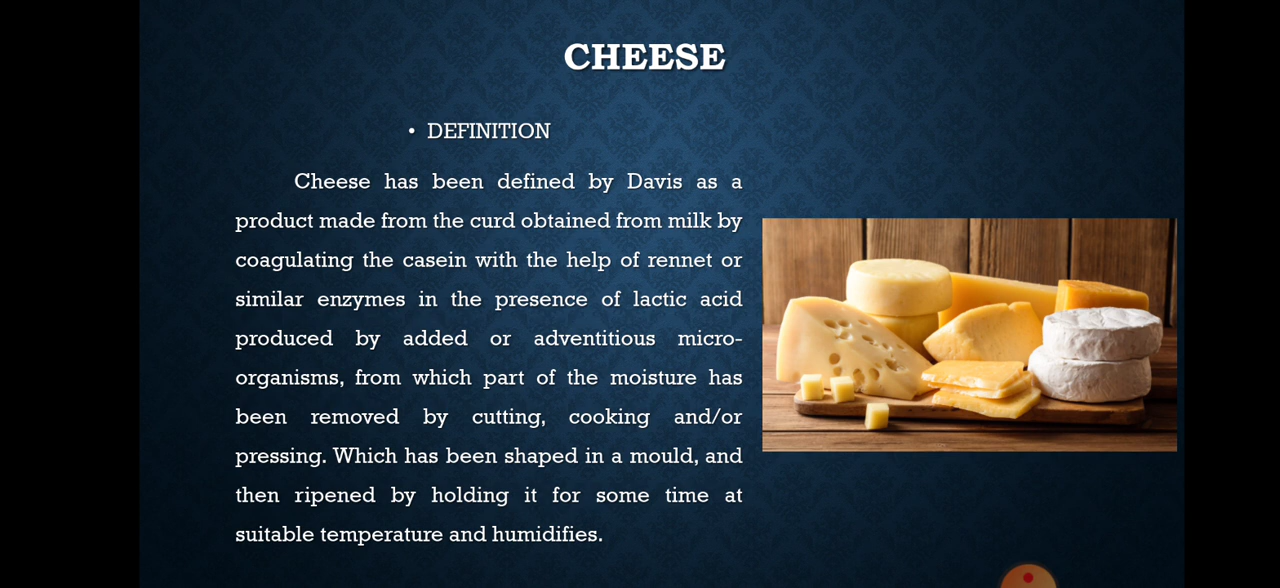 CHEESE
• DEFINITION
Cheese has been defined by Davis as a
product made from the curd obtained from milk by
coagulating the casein with the help of rennet or
similar enzymes in the presence of lactic acid
produced by added or adventitious micro-
organisms, from which part of the moisture has
been removed by cutting, cooking and/or
pressing. Which has been shaped in a mould, and
then ripened by holding it for some time at
suitable temperature and humidifies.